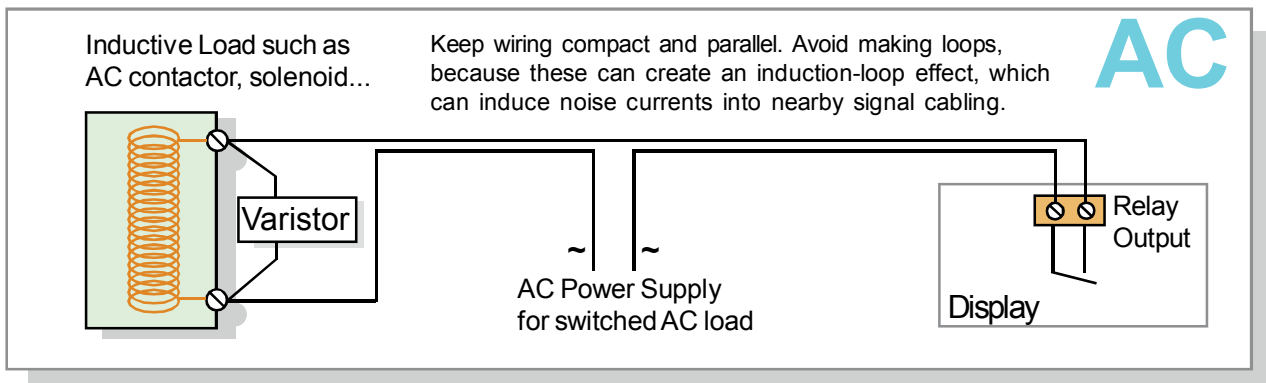 Inductive Load such as
AC contactor, solenoid...
Keep wiring compact and parallel. Avoid making loops,
because these can create an induction-loop effect, which
can induce noise currents into nearby signal cabling.
AC
Varistor
~ ~
AC Power Supply
for switched AC load
Relay
Output
Display